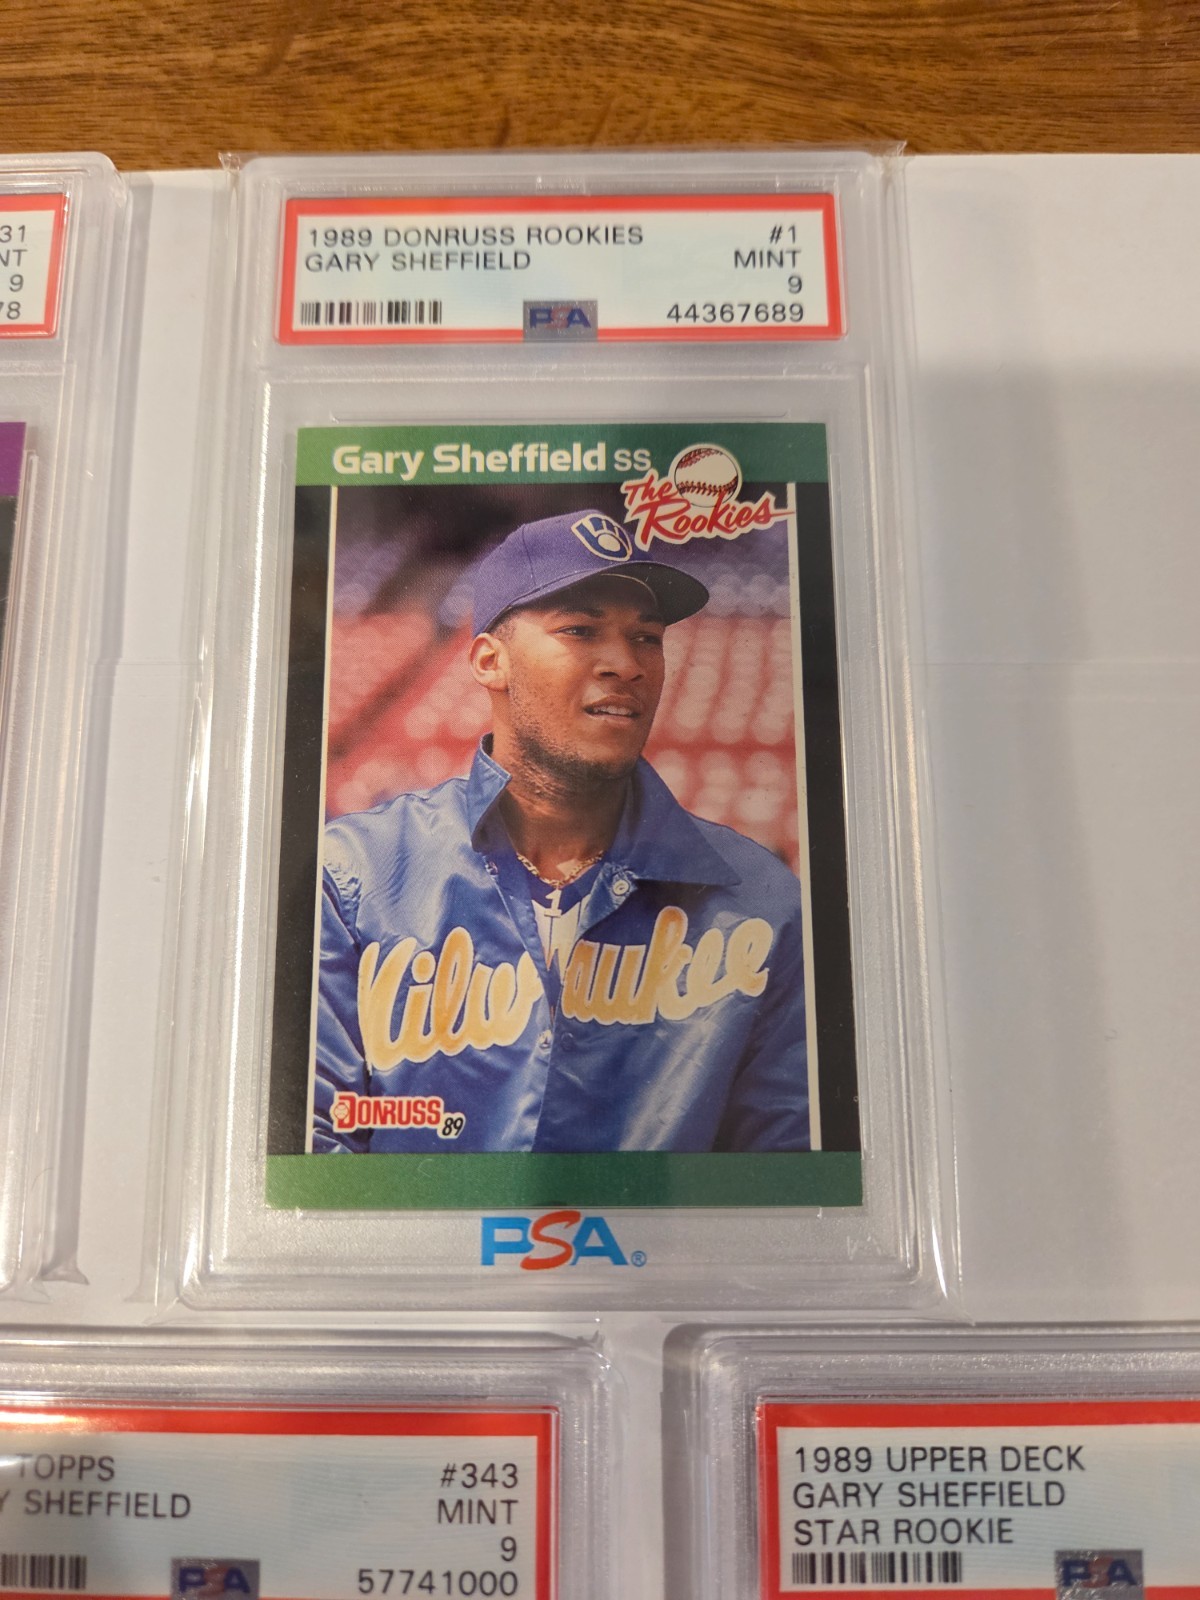 31
NT
9
78
1989 DONRUSS ROOKIES #1
GARY SHEFFIELD MINT
9
PSA 44367689
Gary Sheffield SS
The
Rookies
1
Milwaukee
DONRUSS 89
PSA®
TOPPS #343
Y SHEFFIELD MINT
9
PSA 57741000
1989 UPPER DECK
GARY SHEFFIELD
STAR ROOKIE
PSA